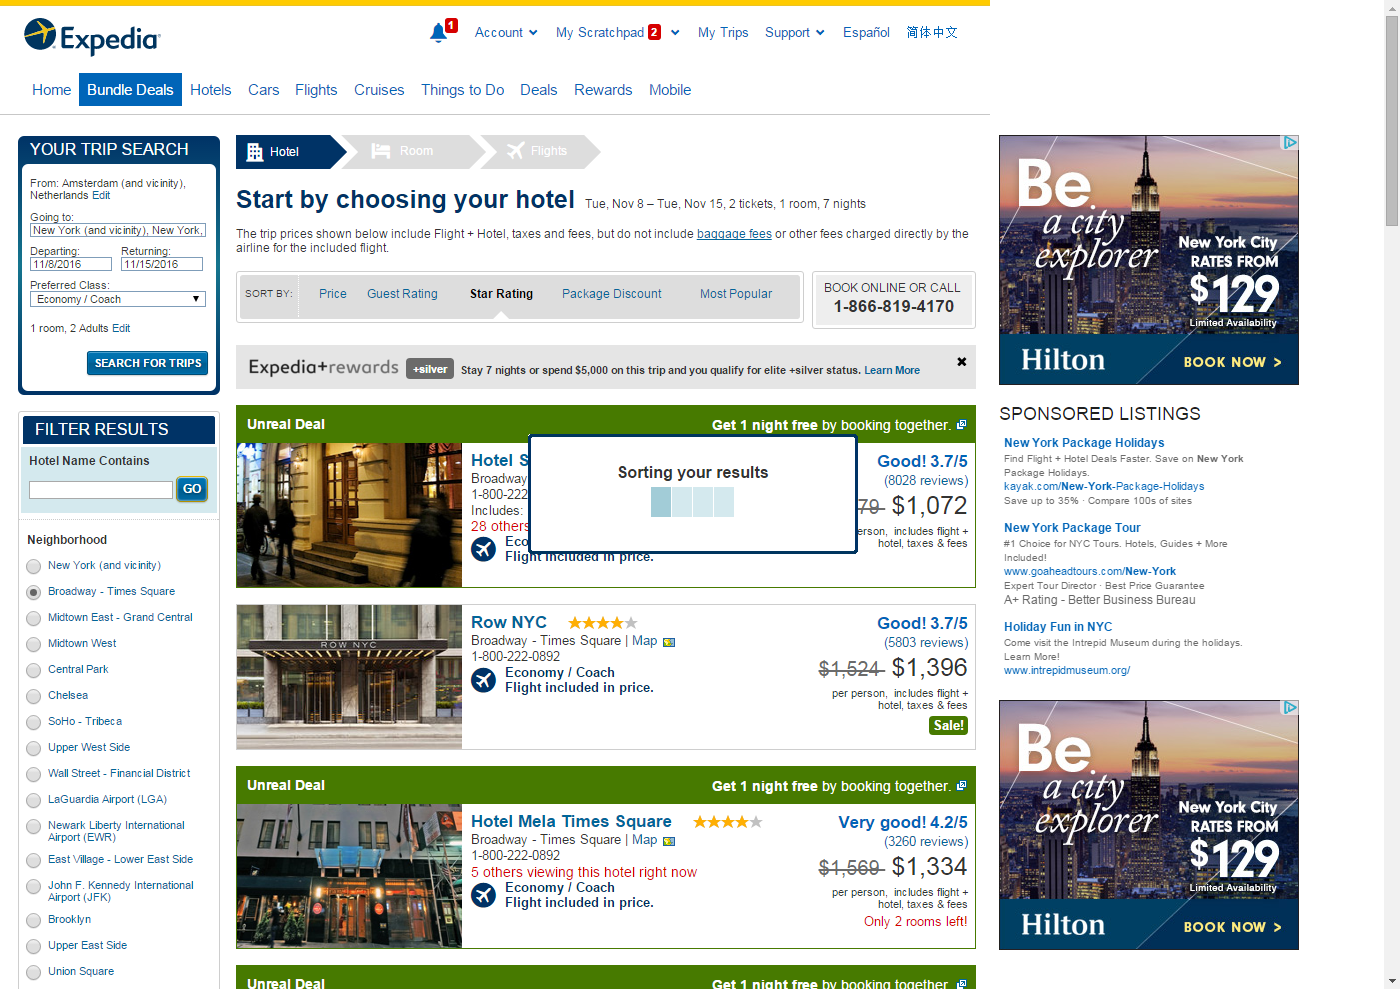 Expedia
1
Account
My Scratchpad 2
My Trips
Support
Español
简体中文
Home
Bundle Deals
Hotels
Cars
Flights
Cruises
Things to Do
Deals
Rewards
Mobile
YOUR TRIP SEARCH
From: Amsterdam (and vicinity),
Netherlands Edit
Going to:
New York (and vicinity), New York,
Departing:
Returning:
11/8/2016
11/15/2016
Preferred Class:
Economy / Coach
1 room, 2 Adults Edit
SEARCH FOR TRIPS
FILTER RESULTS
Hotel Name Contains
GO
Neighborhood
New York (and vicinity)
Broadway - Times Square
Midtown East - Grand Central
Midtown West
Central Park
Chelsea
SoHo - Tribeca
Upper West Side
Wall Street - Financial District
LaGuardia Airport (LGA)
Newark Liberty International
Airport (EWR)
East Village - Lower East Side
John F. Kennedy International
Airport (JFK)
Brooklyn
Upper East Side
Union Square
Hotel
Room
Flights
Start by choosing your hotel Tue, Nov 8 – Tue, Nov 15, 2 tickets, 1 room, 7 nights
The trip prices shown below include Flight + Hotel, taxes and fees, but do not include baggage fees or other fees charged directly by the
airline for the included flight.
SORT BY:
Price
Guest Rating
Star Rating
Package Discount
Most Popular
BOOK ONLINE OR CALL
1-866-819-4170
Expedia+rewards +silver Stay 7 nights or spend $5,000 on this trip and you qualify for elite +silver status. Learn More
Unreal Deal
Get 1 night free by booking together.
Hotel S
Broadway
1-800-222
Includes:
28 others
Eco
Flight included in price.
Sorting your results
Good! 3.7/5
(8028 reviews)
79 $1,072
erson, includes flight +
hotel, taxes & fees
ROW NYC
Row NYC
Broadway - Times Square | Map
1-800-222-0892
Economy / Coach
Flight included in price.
Good! 3.7/5
(5803 reviews)
$1,524 $1,396
per person, includes flight +
hotel, taxes & fees
Sale!
Unreal Deal
Get 1 night free by booking together.
Hotel Mela Times Square
Broadway - Times Square | Map
1-800-222-0892
5 others viewing this hotel right now
Economy / Coach
Flight included in price.
Very good! 4.2/5
(3260 reviews)
$1,569 $1,334
per person, includes flight +
hotel, taxes & fees
Only 2 rooms left!
Unreal Deal
Get 1 night free by booking together.
Be
a city
explorer
New York City
RATES FROM
$129
Limited Availability
Hilton
BOOK NOW >
SPONSORED LISTINGS
New York Package Holidays
Find Flight + Hotel Deals Faster. Save on New York
Package Holidays.
kayak.com/New-York-Package-Holidays
Save up to 35% · Compare 100s of sites
New York Package Tour
#1 Choice for NYC Tours. Hotels, Guides + More
Included!
www.goaheadtours.com/New-York
Expert Tour Director · Best Price Guarantee
A+ Rating - Better Business Bureau
Holiday Fun in NYC
Come visit the Intrepid Museum during the holidays.
Learn More!
www.intrepidmuseum.org/
Be
a city
explorer
New York City
RATES FROM
$129
Limited Availability
Hilton
BOOK NOW >